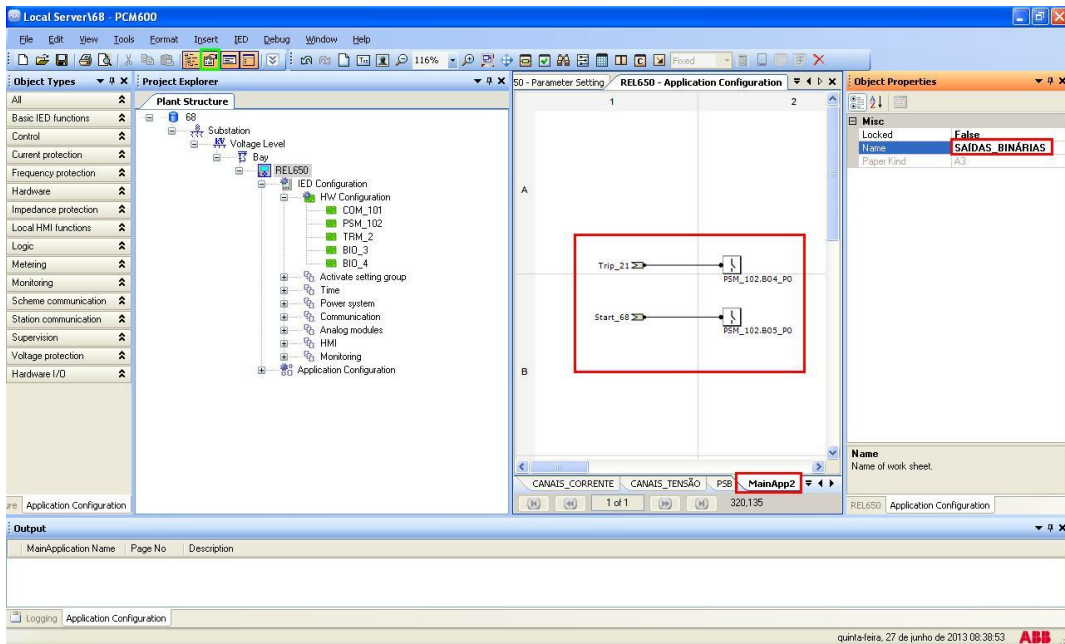 Local Server\68 - PCM600
File Edit View Tools Format Insert IED Debug Window Help
116%
Fixed
Object Types
All
Basic IED functions
Control
Current protection
Frequency protection
Hardware
Impedance protection
Local HMI functions
Logic
Metering
Monitoring
Scheme communication
Station communication
Supervision
Voltage protection
Hardware I/O
Application Configuration
Project Explorer
Plant Structure
68
Substation
Voltage Level
Bay
REL650
IED Configuration
HW Configuration
COM_101
PSM_102
TRM_2
BIO_3
BIO_4
Activate setting group
Time
Power system
Communication
Analog modules
HMI
Monitoring
Application Configuration
50 - Parameter Setting
REL650 - Application Configuration
1 2
A
Trip_21
PSM_102.BO4_PO
Start_68
PSM_102.BO5_PO
B
CANAIS_CORRENTE CANAIS_TENSÃO PSB MainApp2
1 of 1
320,135
Object Properties
Misc
Locked False
Name SAÍDAS_BINÁRIAS
Paper Kind A3
Name
Name of work sheet.
REL650 Application Configuration
Output
MainApplication Name Page No Description
Logging Application Configuration
quinta-feira, 27 de junho de 2013 08:38:53 ABB